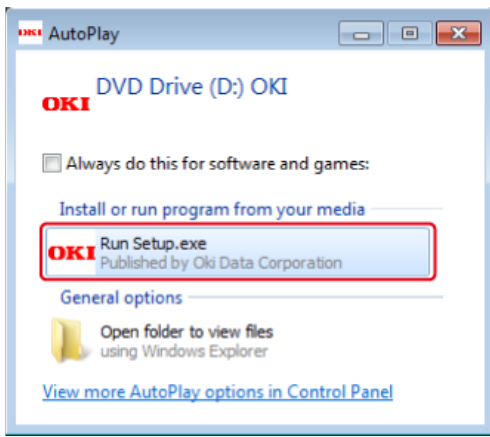 OKI AutoPlay
DVD Drive (D:) OKI
OKI
Always do this for software and games:
Install or run program from your media
OKI Run Setup.exe
Published by Oki Data Corporation
General options
Open folder to view files
using Windows Explorer
View more AutoPlay options in Control Panel